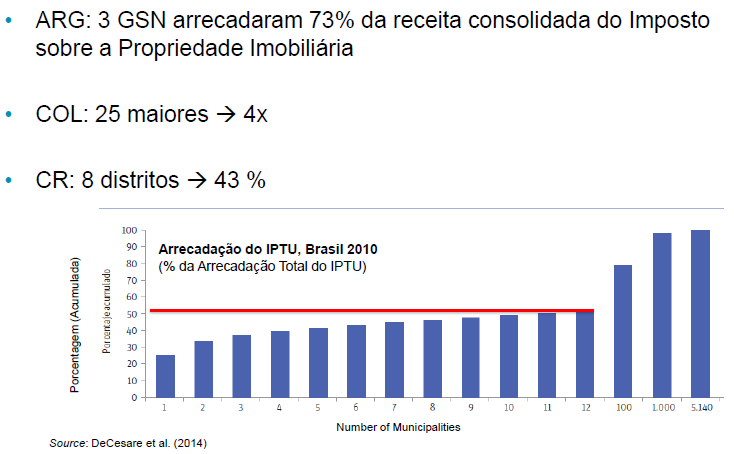 • ARG: 3 GSN arrecadaram 73% da receita consolidada do Imposto
sobre a Propriedade Imobiliária
• COL: 25 maiores → 4x
• CR: 8 distritos → 43 %
Arrecadação do IPTU, Brasil 2010
(% da Arrecadação Total do IPTU)
Porcentagem (Acumulada)
Porcentaje acumulado
100
90
80
70
60
50
40
30
20
10
0
1 2 3 4 5 6 7 8 9 10 11 12 100 1.000 5.140
Number of Municipalities
Source: DeCesare et al. (2014)